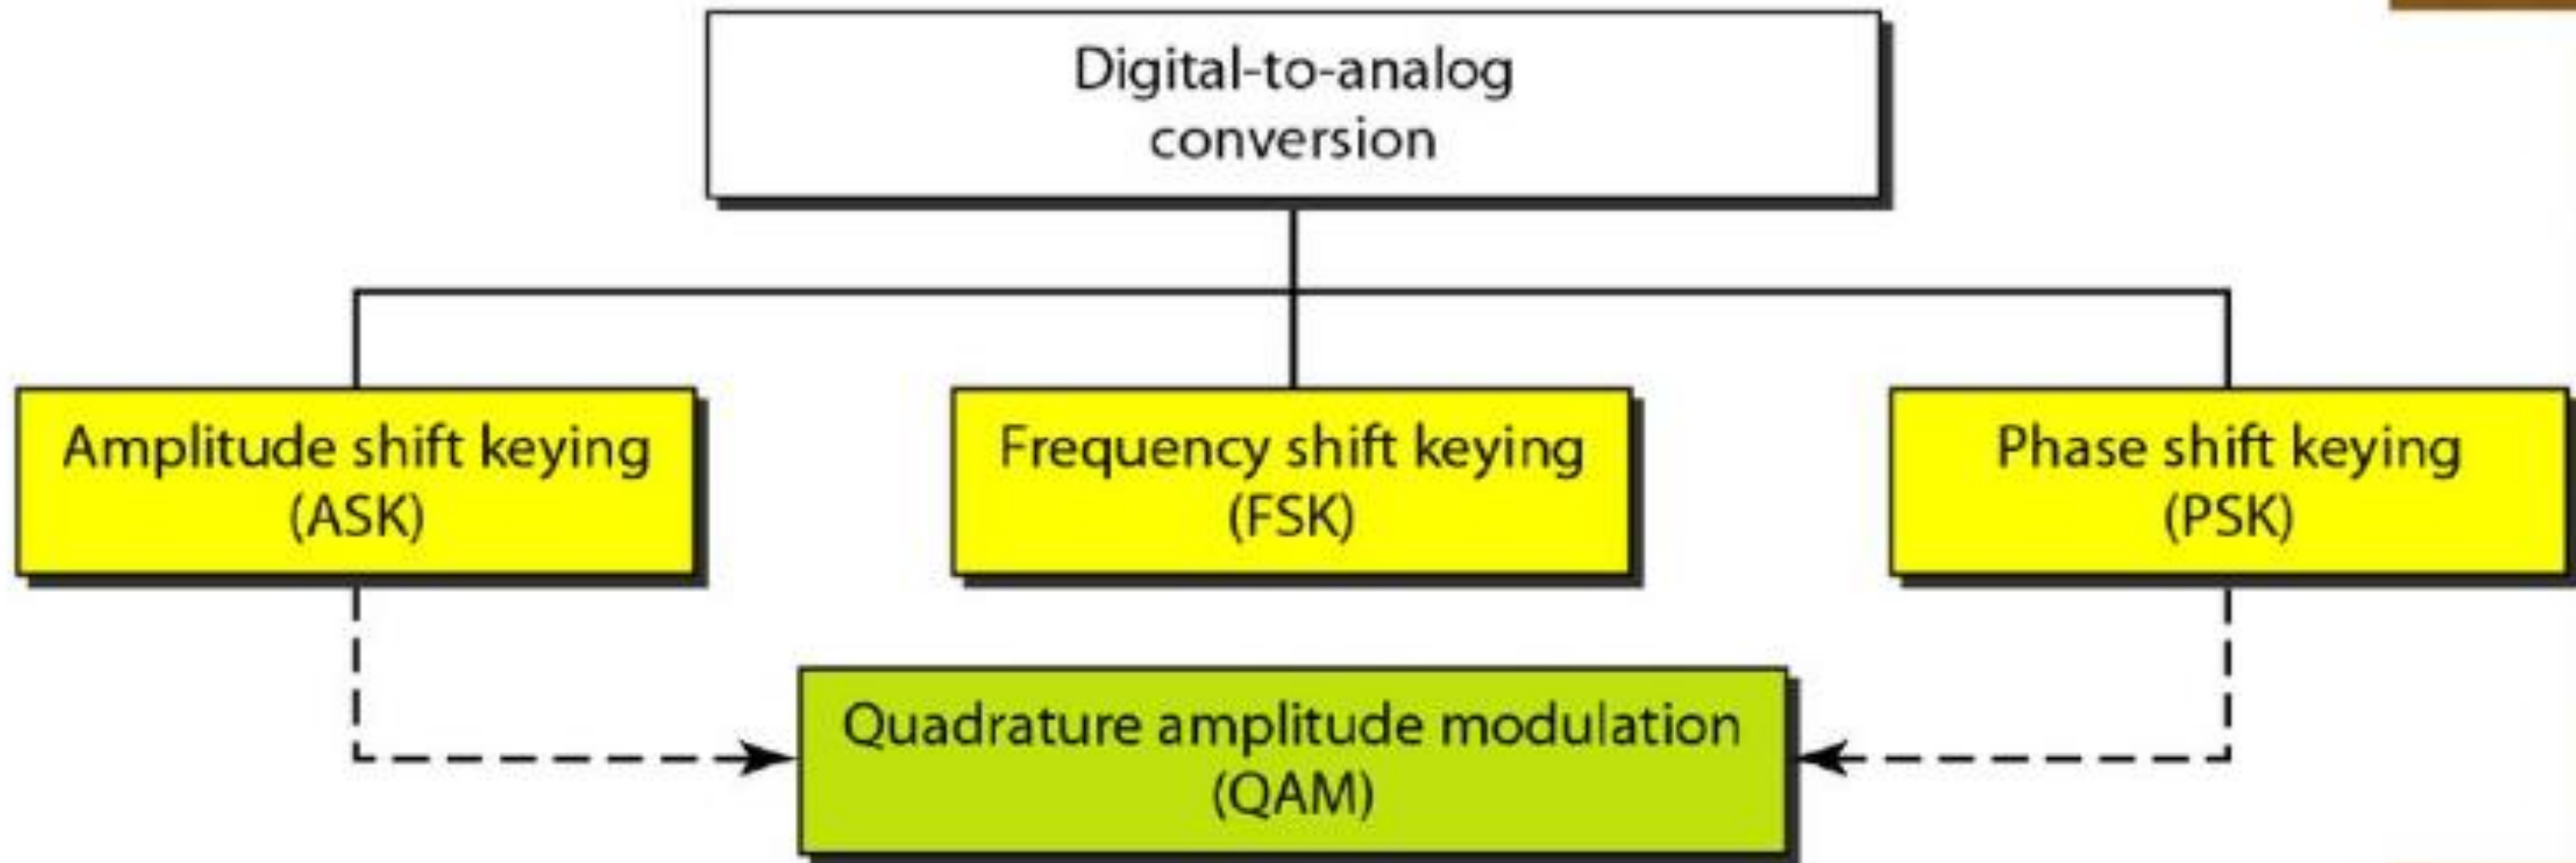 Digital-to-analog
conversion
Amplitude shift keying
(ASK)
Frequency shift keying
(FSK)
Phase shift keying
(PSK)
Quadrature amplitude modulation
(QAM)